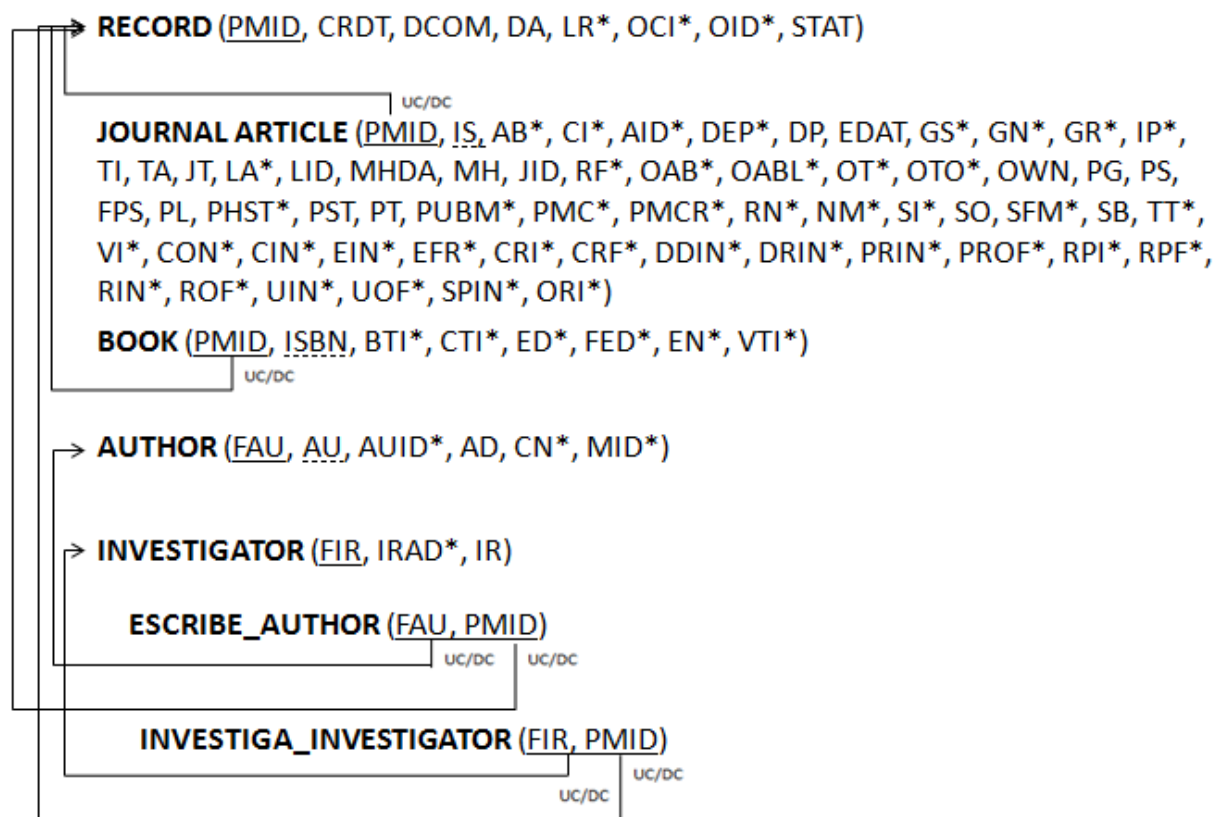 RECORD (PMID, CRDT, DCOM, DA, LR*, OCI*, OID*, STAT)
UC/DC
JOURNAL ARTICLE (PMID, IS, AB*, CI*, AID*, DEP*, DP, EDAT, GS*, GN*, GR*, IP*,
TI, TA, JT, LA*, LID, MHDA, MH, JID, RF*, OAB*, OABL*, OT*, OTO*, OWN, PG, PS,
FPS, PL, PHST*, PST, PT, PUBM*, PMC*, PMCR*, RN*, NM*, SI*, SO, SFM*, SB, TT*,
VI*, CON*, CIN*, EIN*, EFR*, CRI*, CRF*, DDIN*, DRIN*, PRIN*, PROF*, RPI*, RPF*,
RIN*, ROF*, UIN*, UOF*, SPIN*, ORI*)
BOOK (PMID, ISBN, BTI*, CTI*, ED*, FED*, EN*, VTI*)
UC/DC
AUTHOR (FAU, AU, AUID*, AD, CN*, MID*)
INVESTIGATOR (FIR, IRAD*, IR)
ESCRIBE_AUTHOR (FAU, PMID)
UC/DC UC/DC
INVESTIGA_INVESTIGATOR (FIR, PMID)
UC/DC
UC/DC